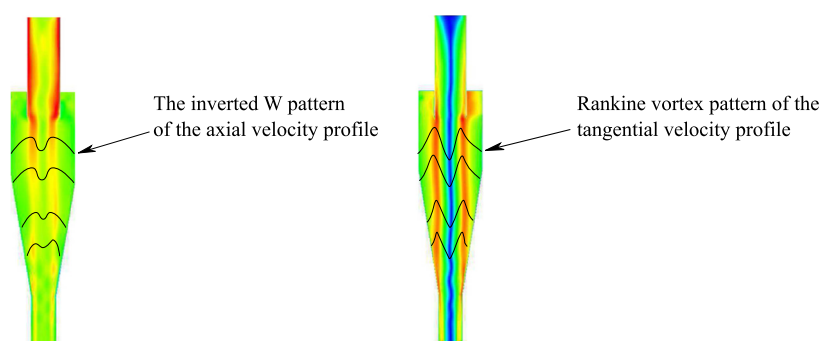 The inverted W pattern
of the axial velocity profile
Rankine vortex pattern of the
tangential velocity profile